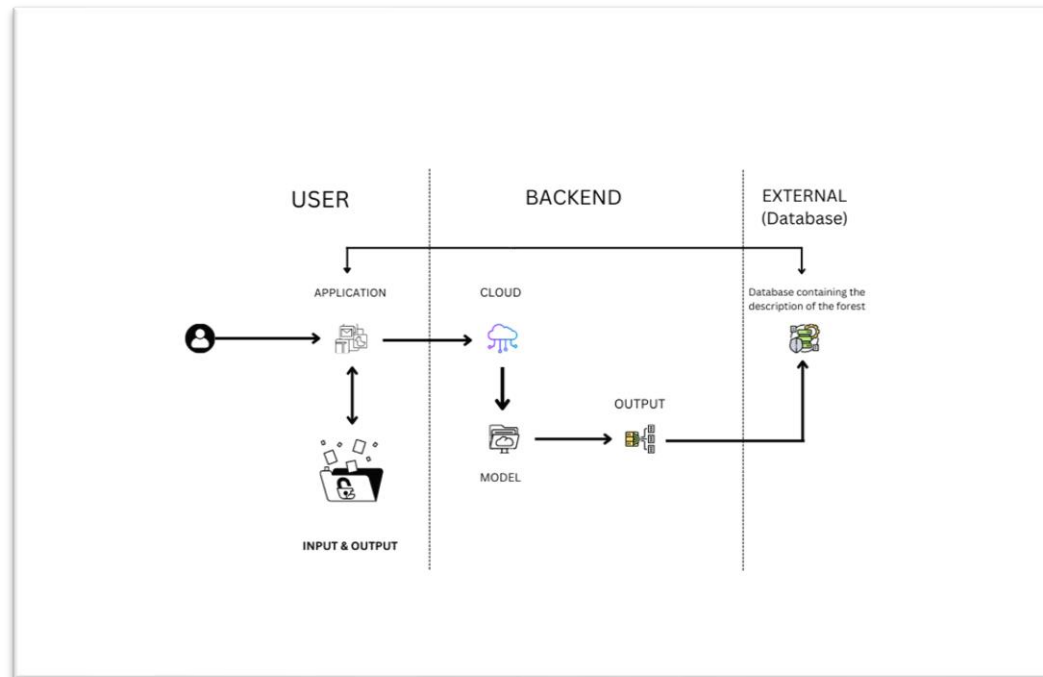 USER
BACKEND
EXTERNAL
(Database)
APPLICATION
CLOUD
Database containing the
description of the forest
OUTPUT
MODEL
INPUT & OUTPUT